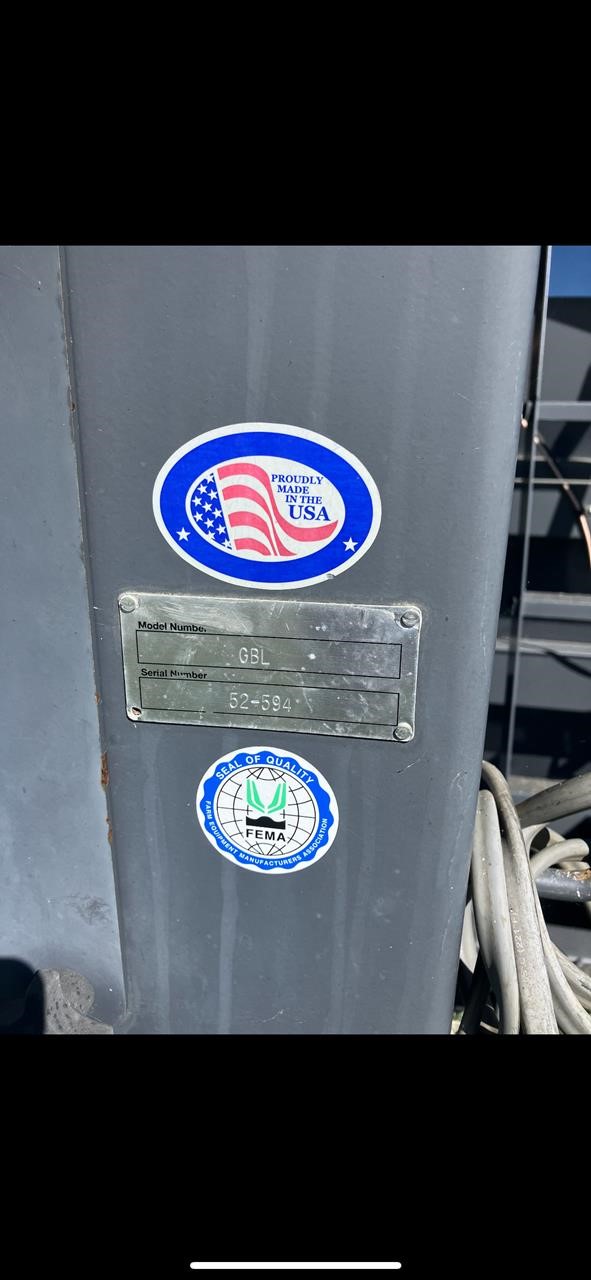 PROUDLY
MADE
IN THE
USA
Model Number
GBL
Serial Number
52-594
SEAL OF QUALITY
FEMA
FARM EQUIPMENT MANUFACTURERS ASSOCIATION